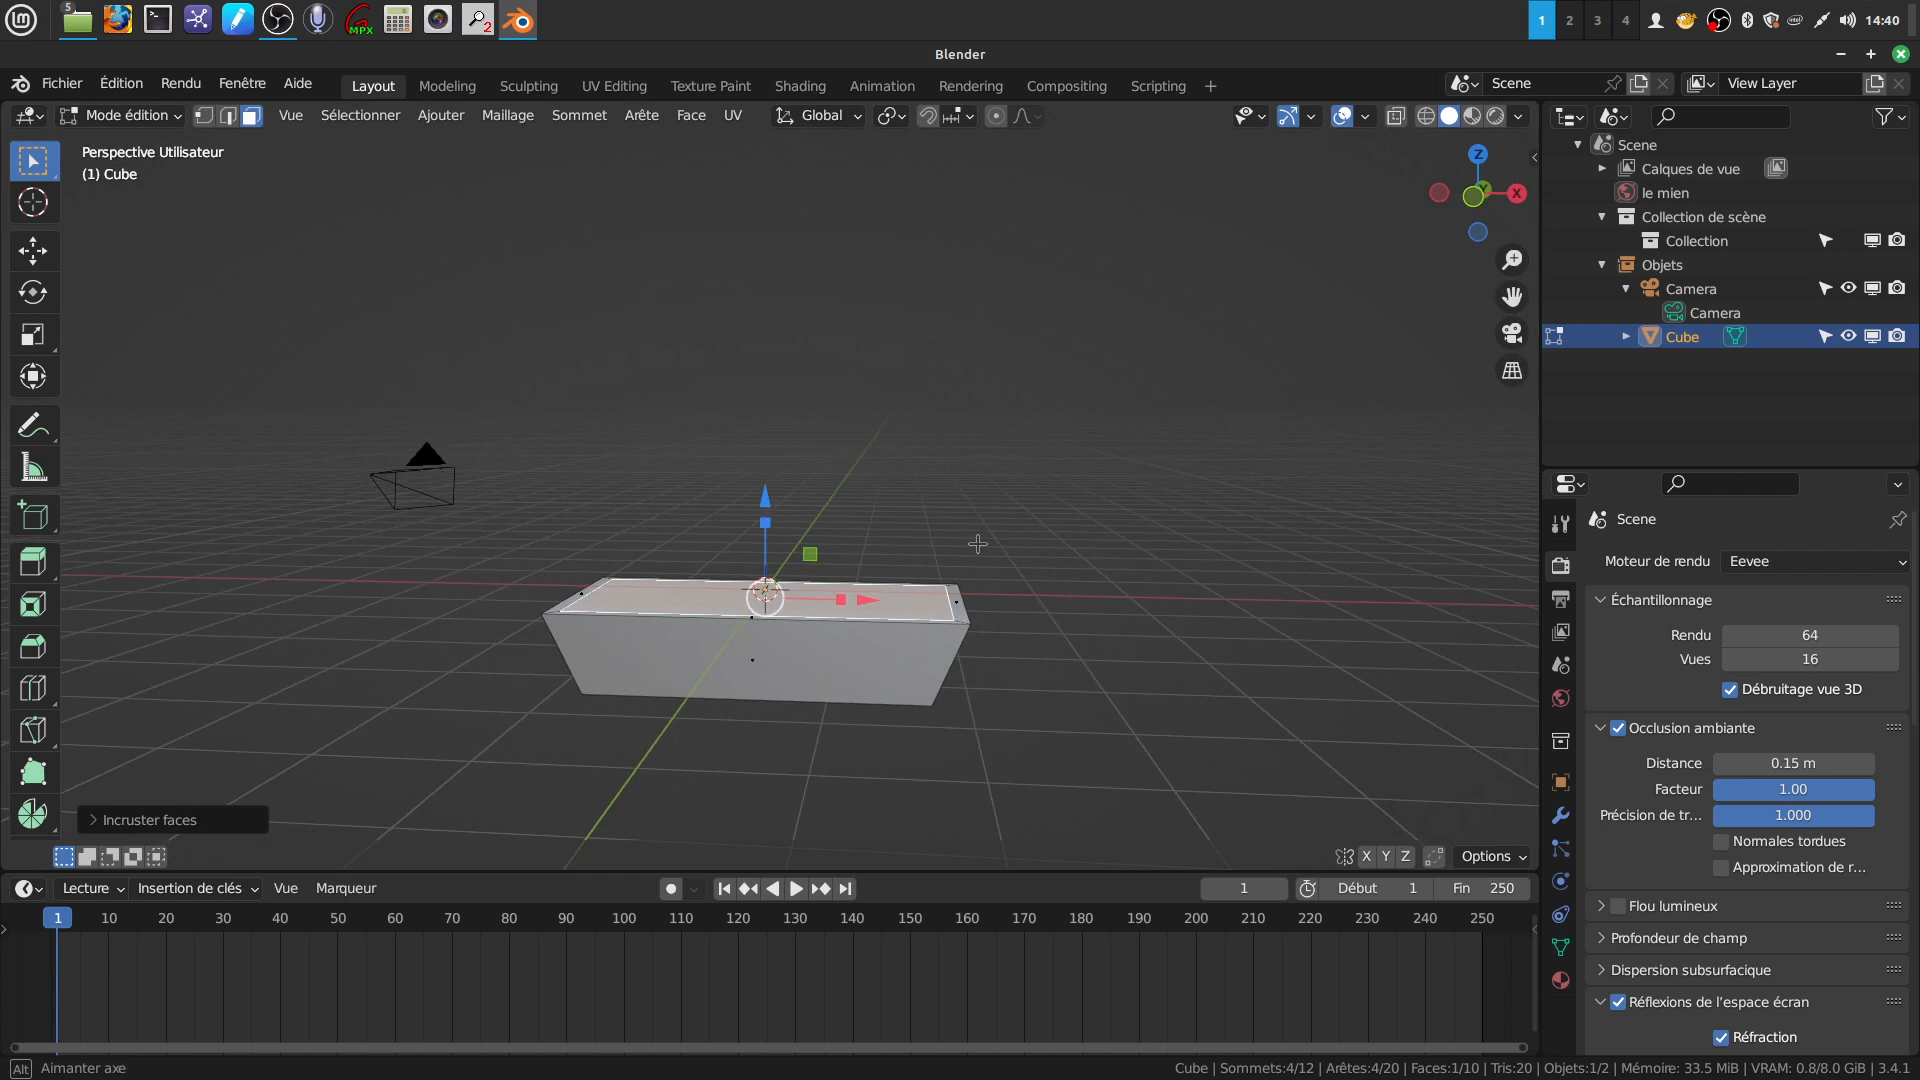 5
MPX
2
1
2
3
4
14:40
Blender
Fichier
Édition
Rendu
Fenêtre
Aide
Layout
Modeling
Sculpting
UV Editing
Texture Paint
Shading
Animation
Rendering
Compositing
Scripting
Scene
View Layer
Mode édition
Vue
Sélectionner
Ajouter
Maillage
Sommet
Arête
Face
UV
Global
Perspective Utilisateur
(1) Cube
Z
X
Scene
Calques de vue
le mien
Collection de scène
Collection
Objets
Camera
Camera
Cube
Scene
Moteur de rendu
Eevee
Échantillonnage
Rendu
64
Vues
16
Débruitage vue 3D
Occlusion ambiante
Distance
0.15 m
Facteur
1.00
Précision de tr...
1.000
Normales tordues
Approximation de r...
Flou lumineux
Profondeur de champ
Dispersion subsurfacique
Réflexions de l'espace écran
Réfraction
Incruster faces
X
Y
Z
Options
Lecture
Insertion de clés
Vue
Marqueur
1
Début
1
Fin
250
1
10
20
30
40
50
60
70
80
90
100
110
120
130
140
150
160
170
180
190
200
210
220
230
240
250
Alt
Aimanter axe
Cube | Sommets:4/12 | Arêtes:4/20 | Faces:1/10 | Tris:20 | Objets:1/2 | Mémoire: 33.5 MiB | VRAM: 0.8/8.0 GiB | 3.4.1